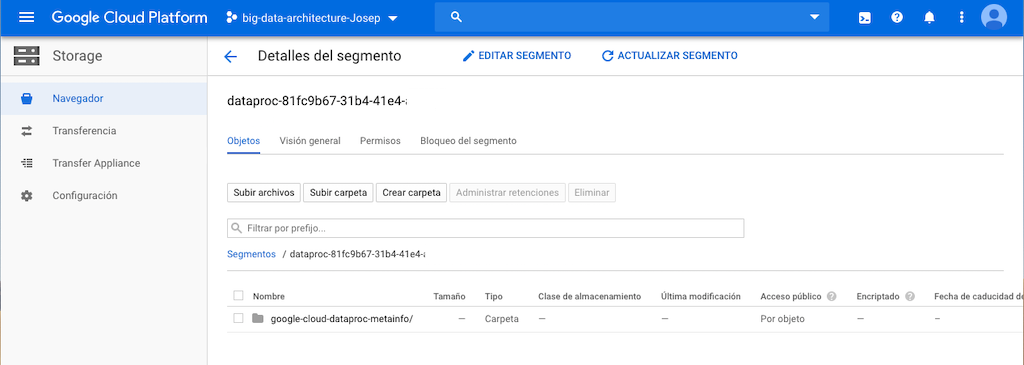 Google Cloud Platform
big-data-architecture-Josep
Storage
Detalles del segmento
EDITAR SEGMENTO
ACTUALIZAR SEGMENTO
Navegador
Transferencia
Transfer Appliance
Configuración
dataproc-81fc9b67-31b4-41e4-
Objetos Visión general Permisos Bloqueo del segmento
Subir archivos Subir carpeta Crear carpeta Administrar retenciones Eliminar
Filtrar por prefijo...
Segmentos / dataproc-81fc9b67-31b4-41e4-
Nombre Tamaño Tipo Clase de almacenamiento Última modificación Acceso público Encriptado Fecha de caducidad de
google-cloud-dataproc-metainfo/ — Carpeta — — Por objeto — –